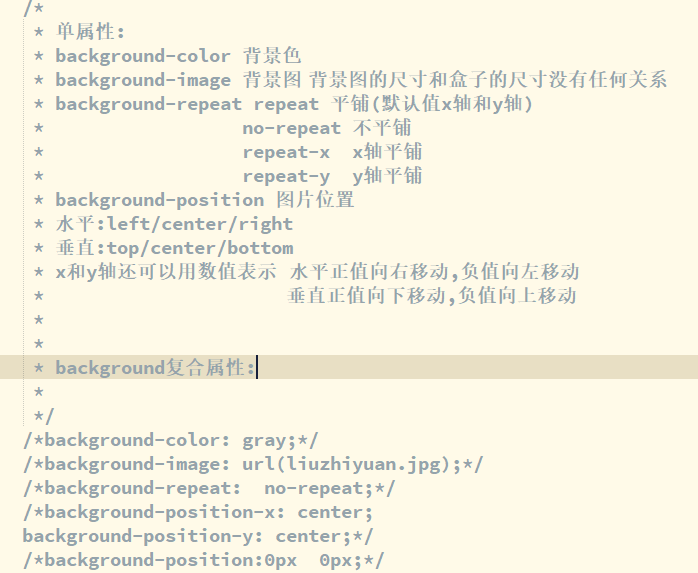 /*
* 单属性:
* background-color 背景色
* background-image 背景图 背景图的尺寸和盒子的尺寸没有任何关系
* background-repeat repeat 平铺(默认值x轴和y轴)
* no-repeat 不平铺
* repeat-x x轴平铺
* repeat-y y轴平铺
* background-position 图片位置
* 水平:left/center/right
* 垂直:top/center/bottom
* x和y轴还可以用数值表示 水平正值向右移动,负值向左移动
* 垂直正值向下移动,负值向上移动
*
*
* background复合属性:
*
*/
/*background-color: gray;*/
/*background-image: url(liuzhiyuan.jpg);*/
/*background-repeat: no-repeat;*/
/*background-position-x: center;
background-position-y: center;*/
/*background-position:0px 0px;*/